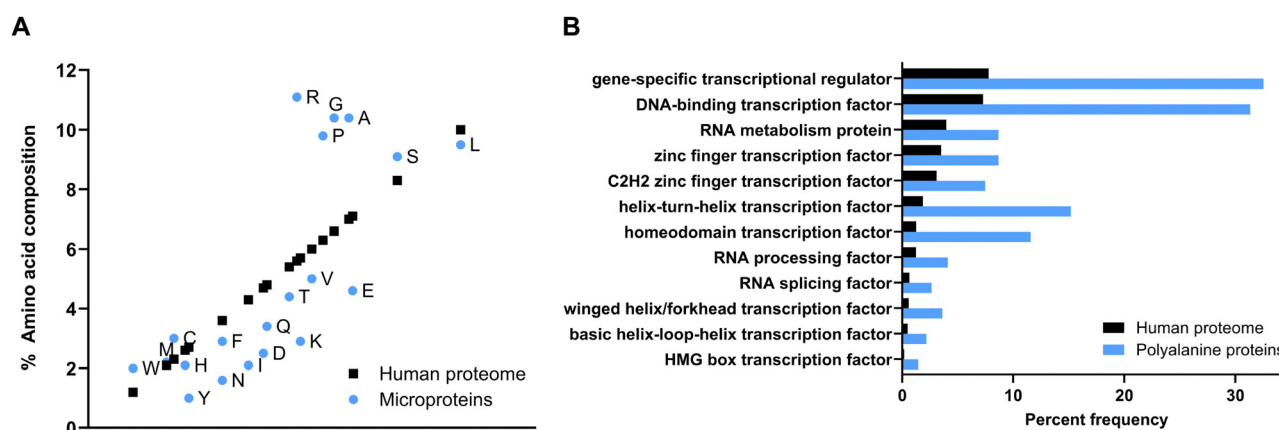 A
% Amino acid composition
12
10
8
6
4
2
0
R
G
A
P
S
L
V
T
E
Q
K
D
I
F
N
C
M
H
W
Y
Human proteome
Microproteins
B
gene-specific transcriptional regulator
DNA-binding transcription factor
RNA metabolism protein
zinc finger transcription factor
C2H2 zinc finger transcription factor
helix-turn-helix transcription factor
homeodomain transcription factor
RNA processing factor
RNA splicing factor
winged helix/forkhead transcription factor
basic helix-loop-helix transcription factor
HMG box transcription factor
Human proteome
Polyalanine proteins
0 10 20 30
Percent frequency